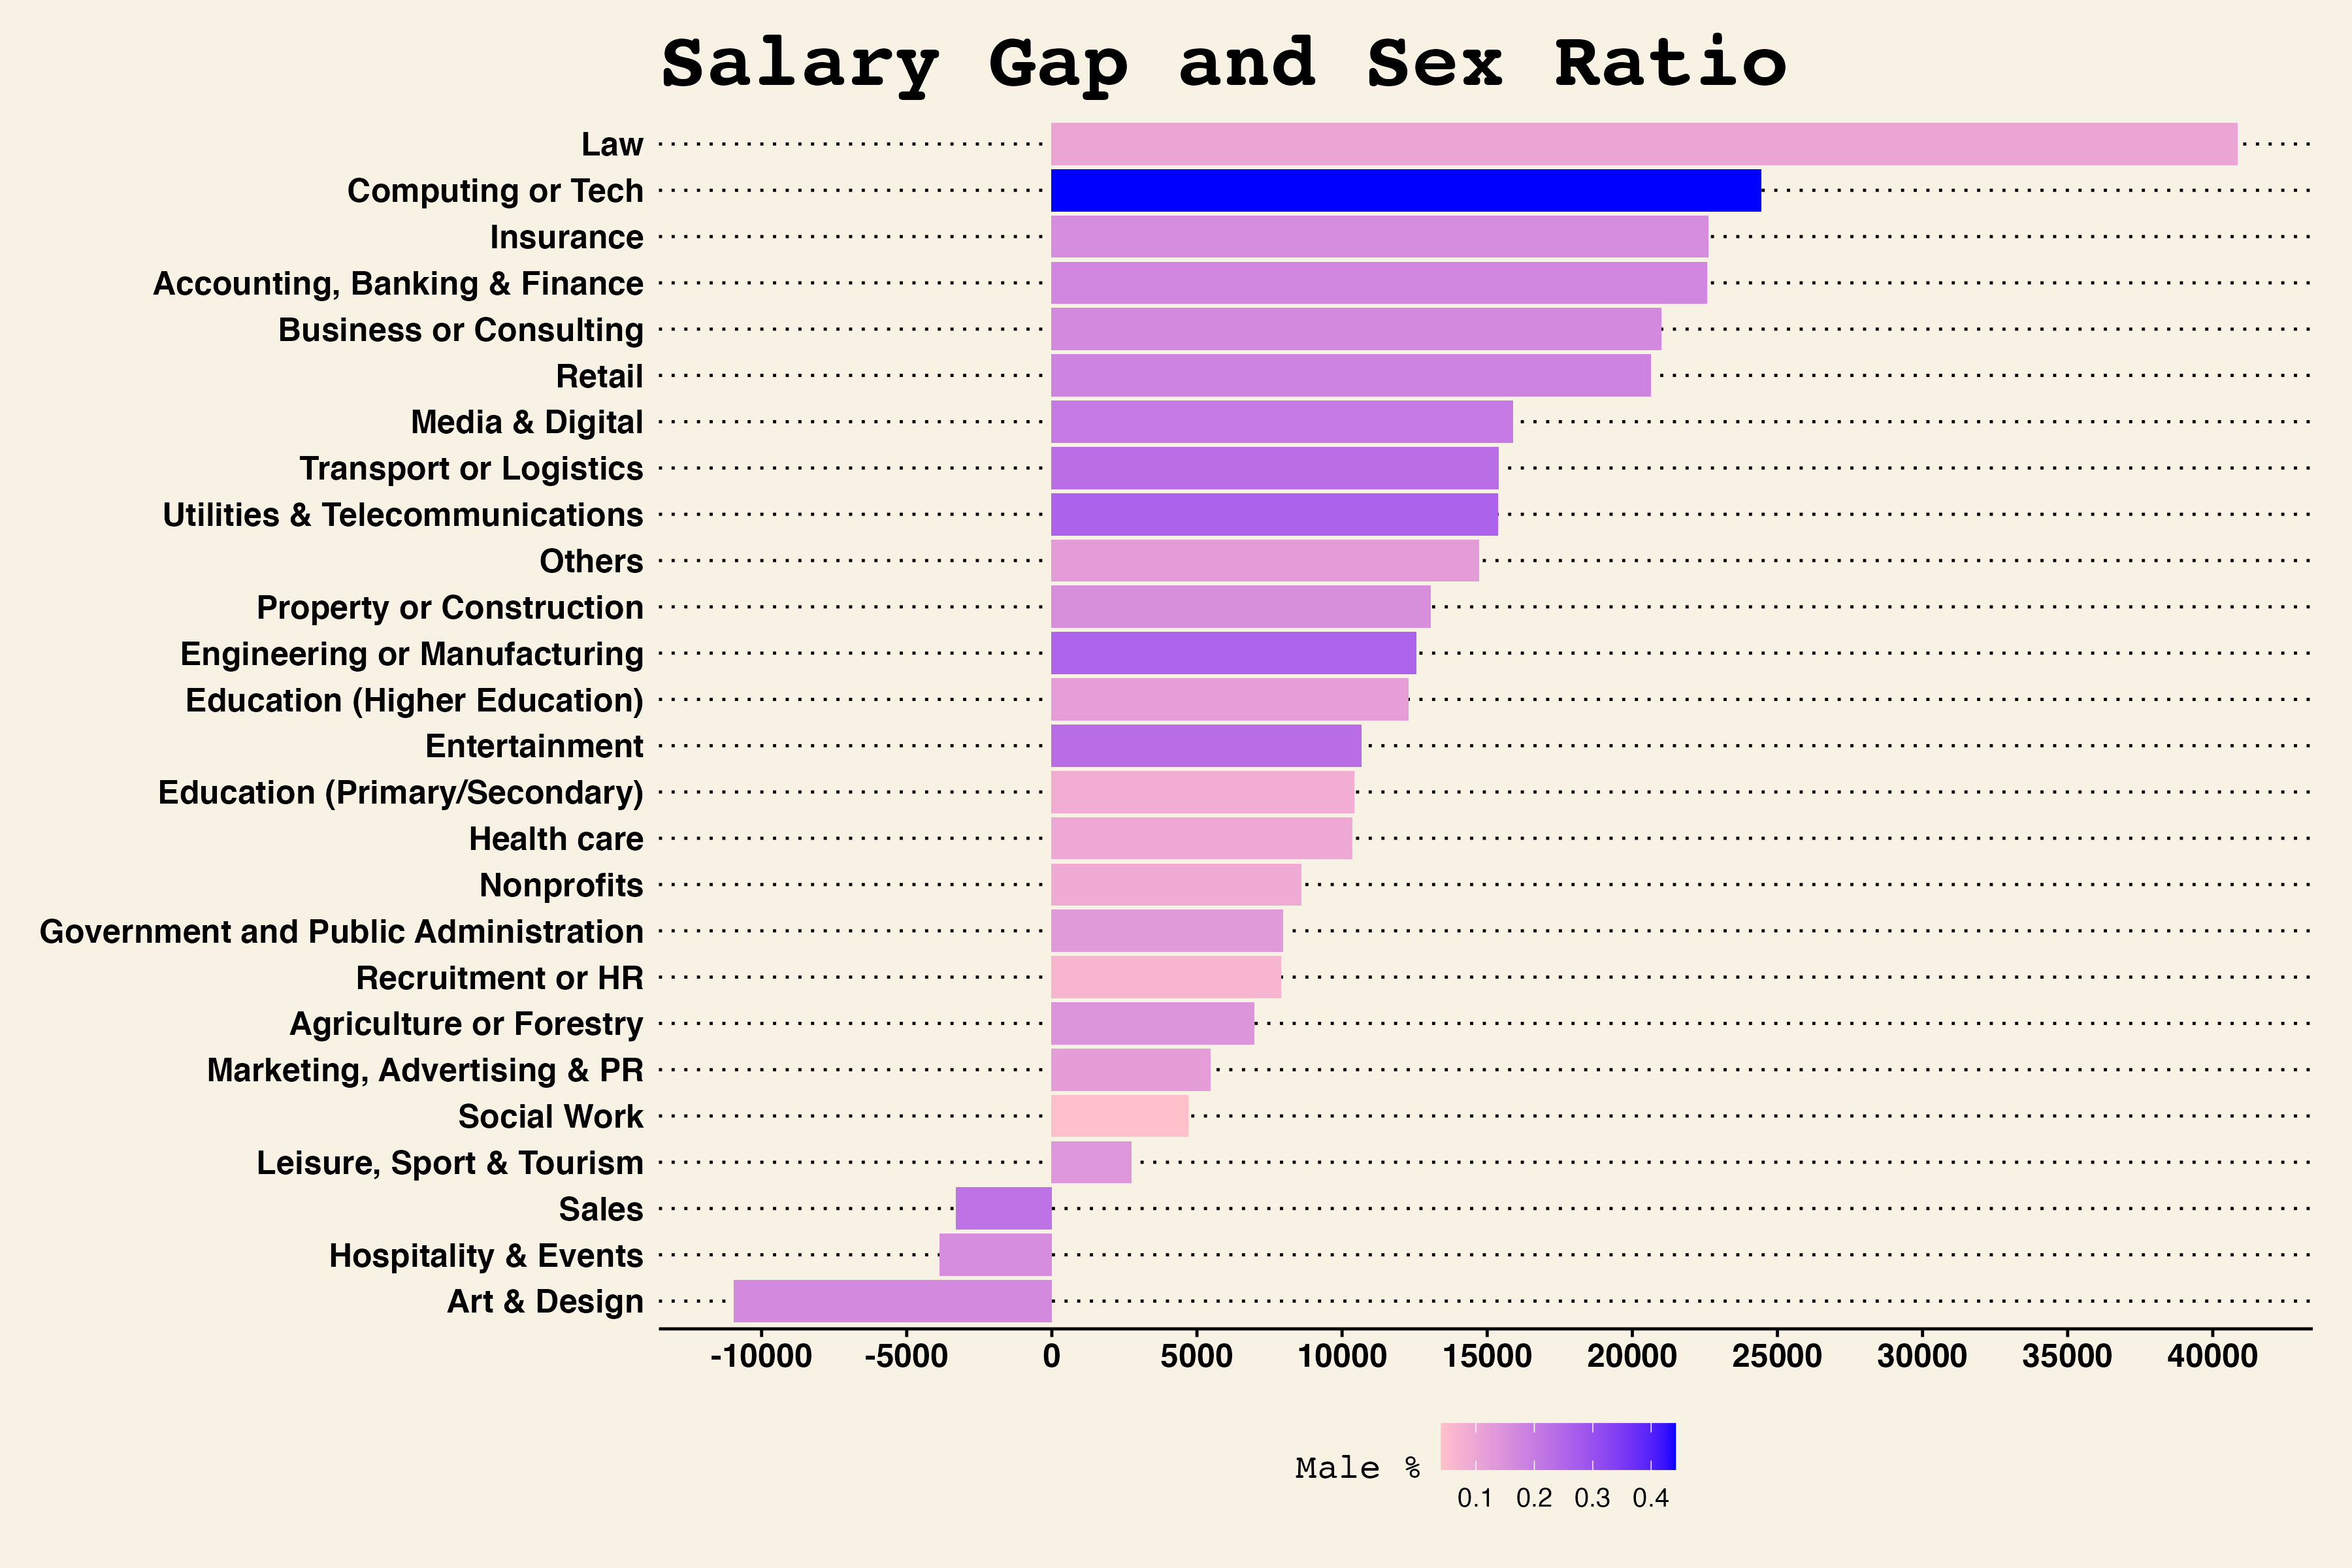 Salary Gap and Sex Ratio
Law
Computing or Tech
Insurance
Accounting, Banking & Finance
Business or Consulting
Retail
Media & Digital
Transport or Logistics
Utilities & Telecommunications
Others
Property or Construction
Engineering or Manufacturing
Education (Higher Education)
Entertainment
Education (Primary/Secondary)
Health care
Nonprofits
Government and Public Administration
Recruitment or HR
Agriculture or Forestry
Marketing, Advertising & PR
Social Work
Leisure, Sport & Tourism
Sales
Hospitality & Events
Art & Design
-10000 -5000 0 5000 10000 15000 20000 25000 30000 35000 40000
Male %
0.1 0.2 0.3 0.4